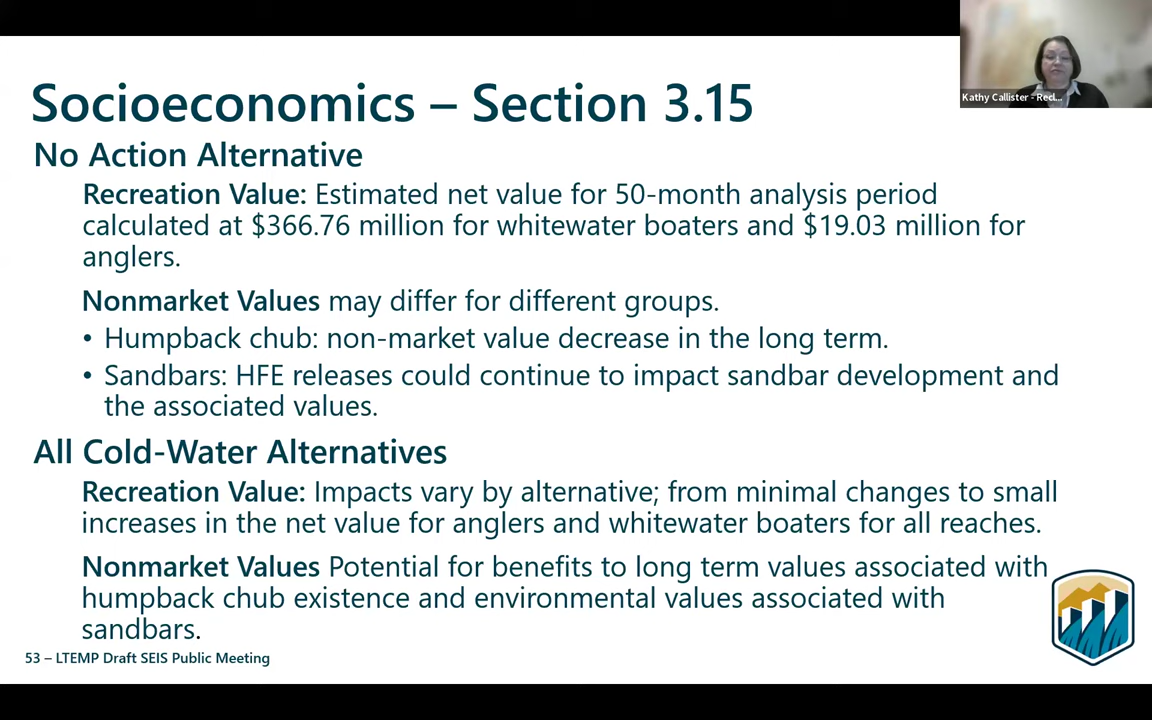 Kathy Callister - Recl...
Socioeconomics – Section 3.15
No Action Alternative
Recreation Value: Estimated net value for 50-month analysis period
calculated at $366.76 million for whitewater boaters and $19.03 million for
anglers.
Nonmarket Values may differ for different groups.
• Humpback chub: non-market value decrease in the long term.
• Sandbars: HFE releases could continue to impact sandbar development and
the associated values.
All Cold-Water Alternatives
Recreation Value: Impacts vary by alternative; from minimal changes to small
increases in the net value for anglers and whitewater boaters for all reaches.
Nonmarket Values Potential for benefits to long term values associated with
humpback chub existence and environmental values associated with
sandbars.
53 – LTEMP Draft SEIS Public Meeting